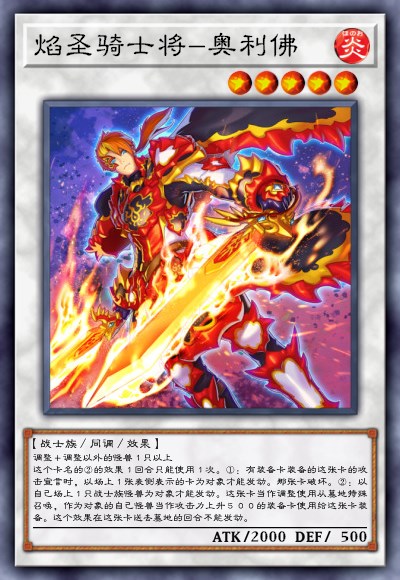 焰圣骑士将-奥利佛
ほのお
炎
【战士族/同调/效果】
调整+调整以外的怪兽1只以上
这个卡名的②的效果1回合只能使用1次。①：有装备卡装备的这张卡的攻
击宣言时，以场上1张表侧表示的卡为对象才能发动。那张卡破坏。②：以
自己场上1只战士族怪兽为对象才能发动。这张卡当作调整使用从墓地特殊
召唤，作为对象的自己怪兽当作攻击力上升500的装备卡使用给这张卡装
备。这个效果在这张卡送去墓地的回合不能发动。
ATK/2000 DEF/ 500